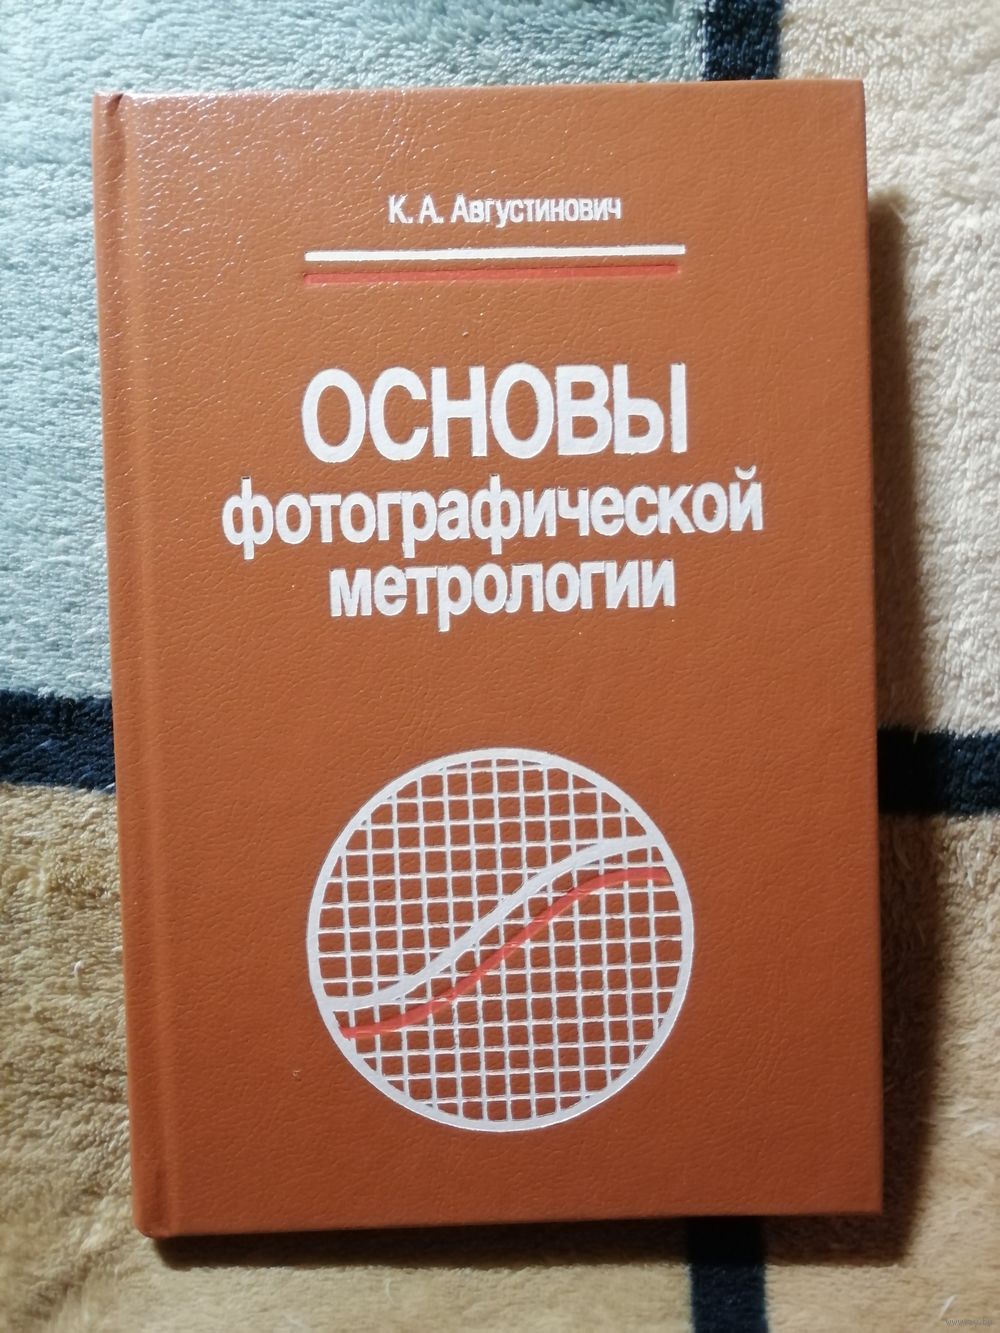 К. А. Августинович
ОСНОВЫ
фотографической
метрологии